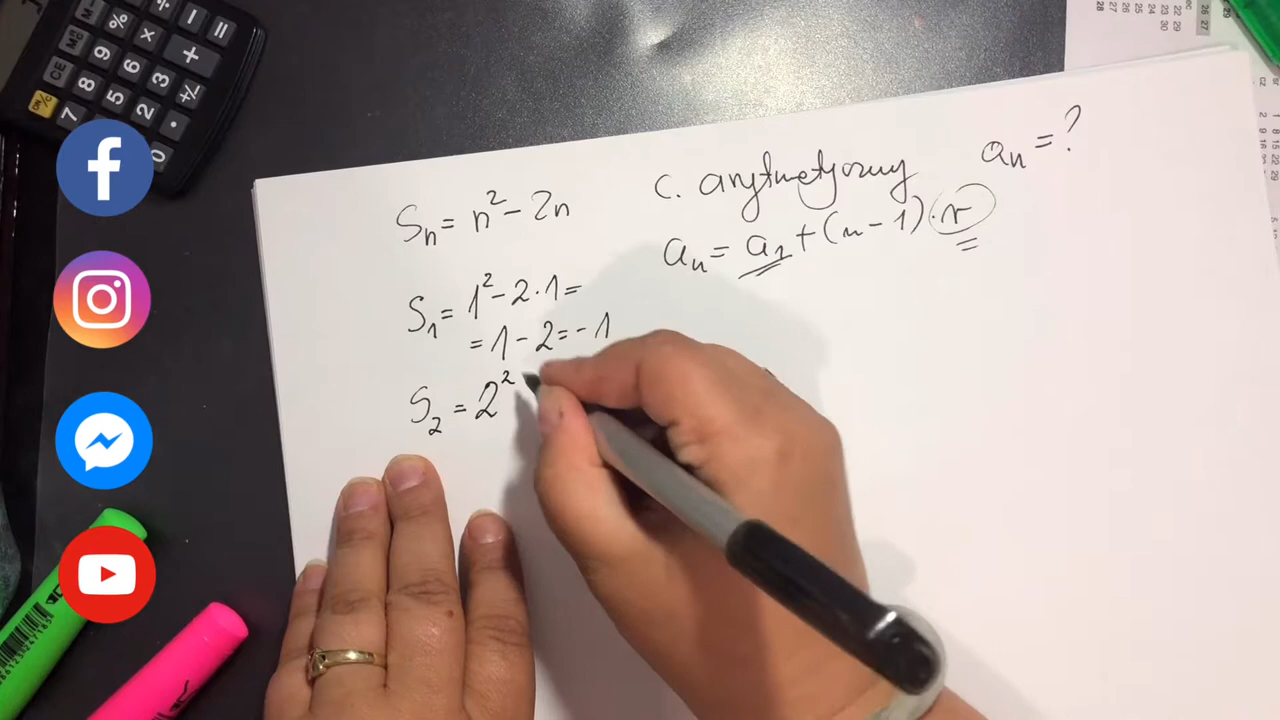 Sn = n² - 2n
c. arytmetyczny
an = ?
an = a1 + (n - 1) · r
S1 = 1² - 2 · 1 =
= 1 - 2 = - 1
S2 = 2²